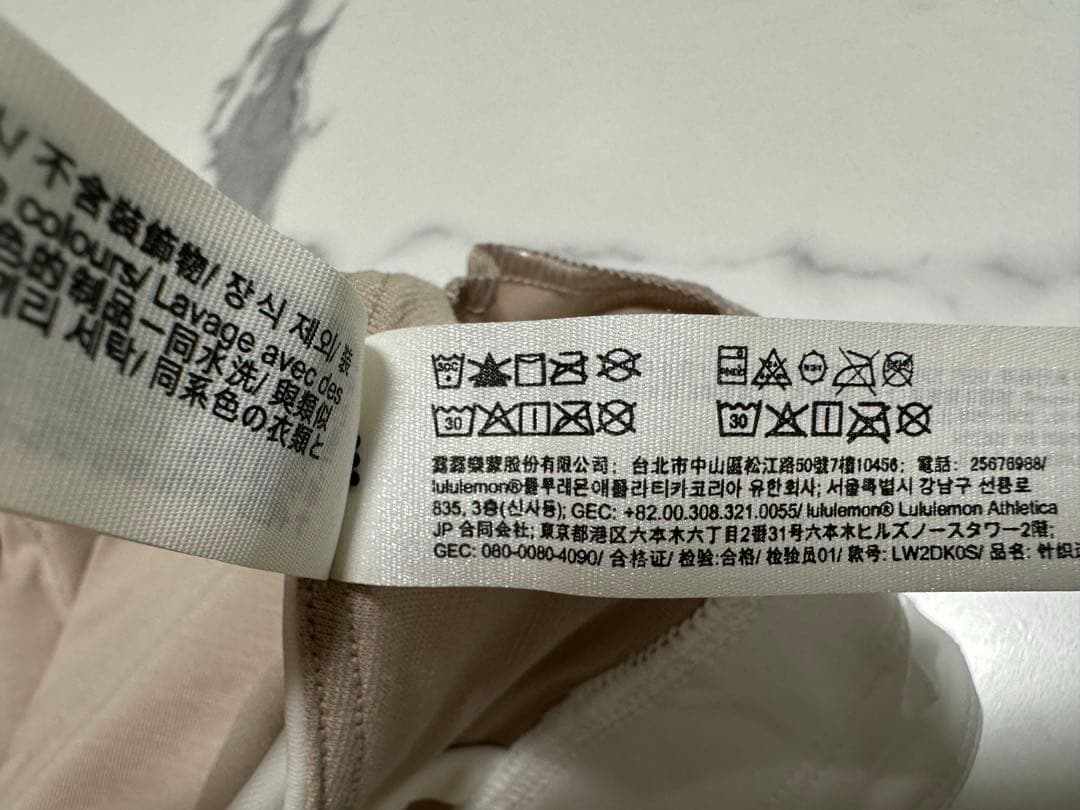 不含裝飾物/ 장식 제외/ 装
colours/ Lavage avec des
色的制品一同水洗/ 與類似
세탁/ 同系色の衣類と
30
30
露露樂蒙股份有限公司; 台北市中山區松江路50號7樓10456; 電話: 25676988/
lululemon®룰루레몬애틀라티카코리아 유한회사; 서울특별시 강남구 선릉로
835, 3층(신사동); GEC: +82.00.308.321.0055/ lululemon® Lululemon Athletica
JP 合同会社; 東京都港区六本木六丁目2番31号六本木ヒルズノースタワー2階;
GEC: 080-0080-4090/ 合格证/ 检验:合格/ 检验员01/ 款号: LW2DK0S/ 品名: 针织